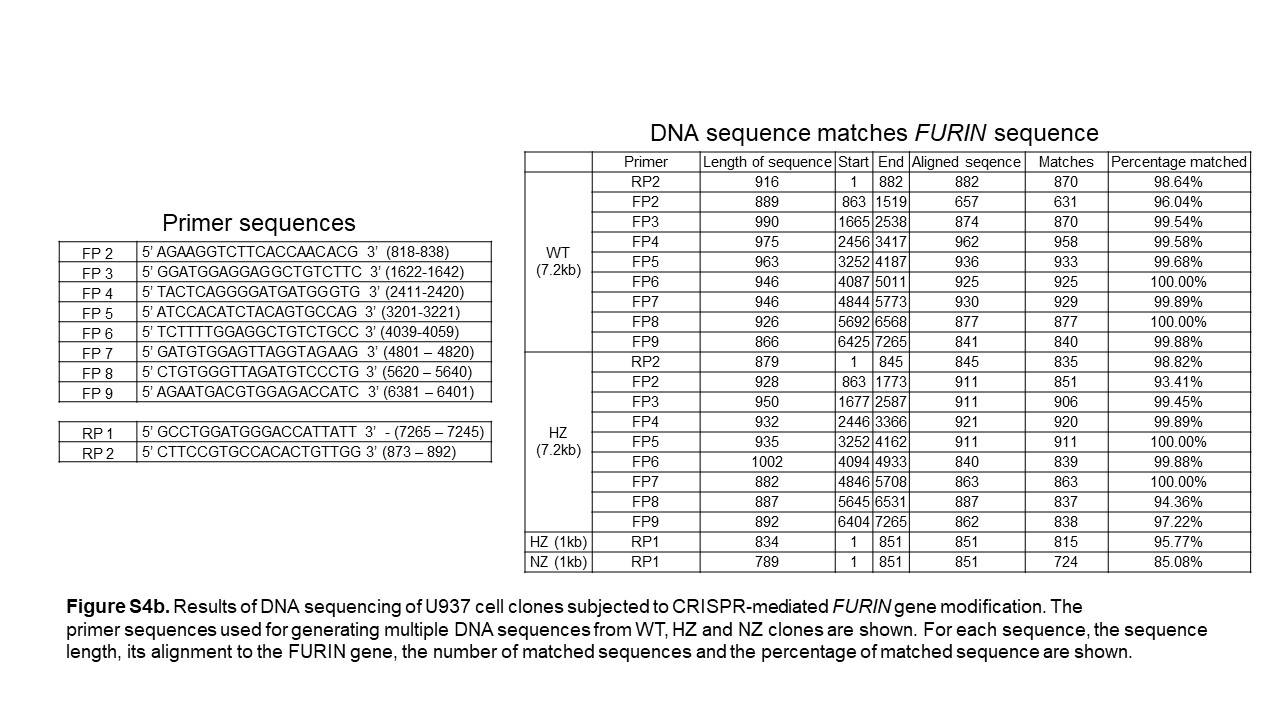 Primer sequences
FP 2 5’ AGAAGGTCTTCACCAACACG 3’ (818-838)
FP 3 5’ GGATGGAGGAGGCTGTCTTC 3’ (1622-1642)
FP 4 5’ TACTCAGGGGATGATGGGTG 3’ (2411-2420)
FP 5 5’ ATCCACATCTACAGTGCCAG 3’ (3201-3221)
FP 6 5’ TCTTTTGGAGGCTGTCTGCC 3’ (4039-4059)
FP 7 5’ GATGTGGAGTTAGGTAGAAG 3’ (4801 – 4820)
FP 8 5’ CTGTGGGTTAGATGTCCCTG 3’ (5620 – 5640)
FP 9 5’ AGAATGACGTGGAGACCATC 3’ (6381 – 6401)
RP 1 5’ GCCTGGATGGGACCATTATT 3’ - (7265 – 7245)
RP 2 5’ CTTCCGTGCCACACTGTTGG 3’ (873 – 892)
DNA sequence matches FURIN sequence
Primer Length of sequence Start End Aligned seqence Matches Percentage matched
WT (7.2kb)
RP2 916 1 882 882 870 98.64%
FP2 889 863 1519 657 631 96.04%
FP3 990 1665 2538 874 870 99.54%
FP4 975 2456 3417 962 958 99.58%
FP5 963 3252 4187 936 933 99.68%
FP6 946 4087 5011 925 925 100.00%
FP7 946 4844 5773 930 929 99.89%
FP8 926 5692 6568 877 877 100.00%
FP9 866 6425 7265 841 840 99.88%
HZ (7.2kb)
RP2 879 1 845 845 835 98.82%
FP2 928 863 1773 911 851 93.41%
FP3 950 1677 2587 911 906 99.45%
FP4 932 2446 3366 921 920 99.89%
FP5 935 3252 4162 911 911 100.00%
FP6 1002 4094 4933 840 839 99.88%
FP7 882 4846 5708 863 863 100.00%
FP8 887 5645 6531 887 837 94.36%
FP9 892 6404 7265 862 838 97.22%
HZ (1kb) RP1 834 1 851 851 815 95.77%
NZ (1kb) RP1 789 1 851 851 724 85.08%
Figure S4b. Results of DNA sequencing of U937 cell clones subjected to CRISPR-mediated FURIN gene modification. The
primer sequences used for generating multiple DNA sequences from WT, HZ and NZ clones are shown. For each sequence, the sequence
length, its alignment to the FURIN gene, the number of matched sequences and the percentage of matched sequence are shown.